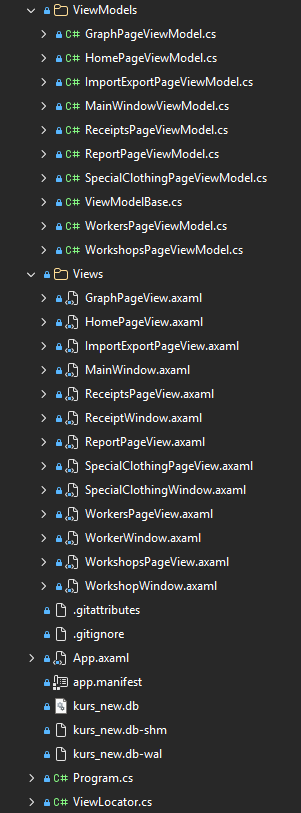 ViewModels
C# GraphPageViewModel.cs
C# HomePageViewModel.cs
C# ImportExportPageViewModel.cs
C# MainWindowViewModel.cs
C# ReceiptsPageViewModel.cs
C# ReportPageViewModel.cs
C# SpecialClothingPageViewModel.cs
C# ViewModelBase.cs
C# WorkersPageViewModel.cs
C# WorkshopsPageViewModel.cs
Views
GraphPageView.axaml
HomePageView.axaml
ImportExportPageView.axaml
MainWindow.axaml
ReceiptsPageView.axaml
ReceiptWindow.axaml
ReportPageView.axaml
SpecialClothingPageView.axaml
SpecialClothingWindow.axaml
WorkersPageView.axaml
WorkerWindow.axaml
WorkshopsPageView.axaml
WorkshopWindow.axaml
.gitattributes
.gitignore
App.axaml
app.manifest
kurs_new.db
kurs_new.db-shm
kurs_new.db-wal
C# Program.cs
C# ViewLocator.cs